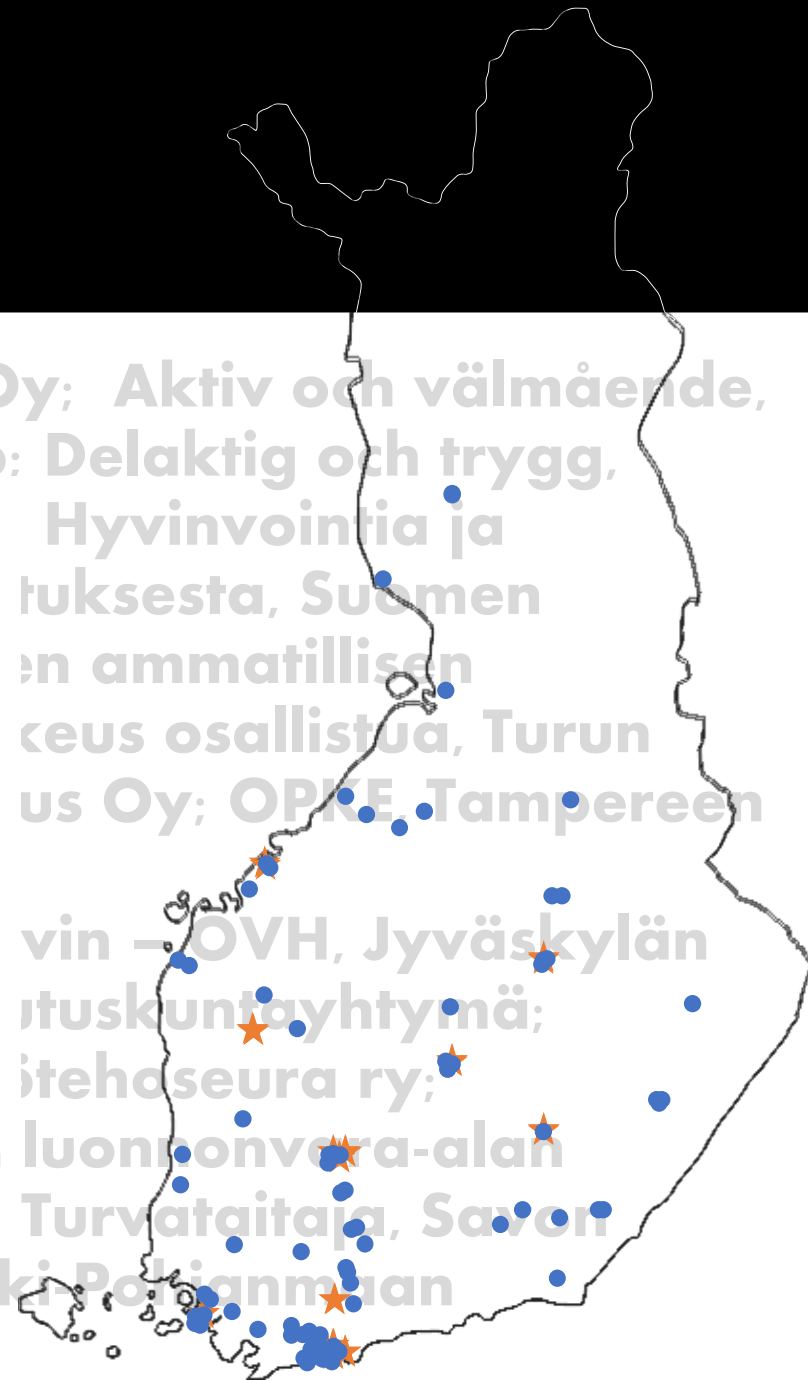 Oy; Aktiv och välmående,
: Delaktig och trygg,
Hyvinvointia ja
tuksesta, Suomen
en ammatillisen
keus osallistua, Turun
us Oy; OPKE, Tampereen
vin – OVH, Jyväskylän
utuskuntayhtymä;
ötehoseura ry;
luonnonvara-alan
Turvataitaja, Savon
ki-Pohjanmaan